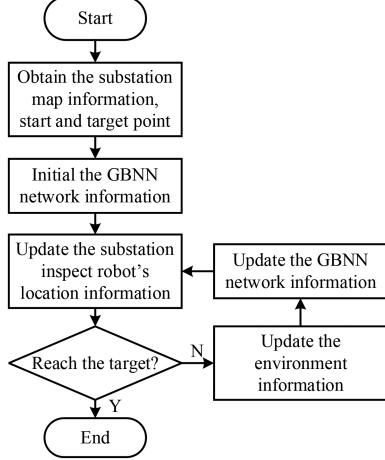 Start
Obtain the substation
map information,
start and target point
Initial the GBNN
network information
Update the substation
inspect robot's
location information
Update the GBNN
network information
Reach the target?
N
Update the
environment
information
Y
End